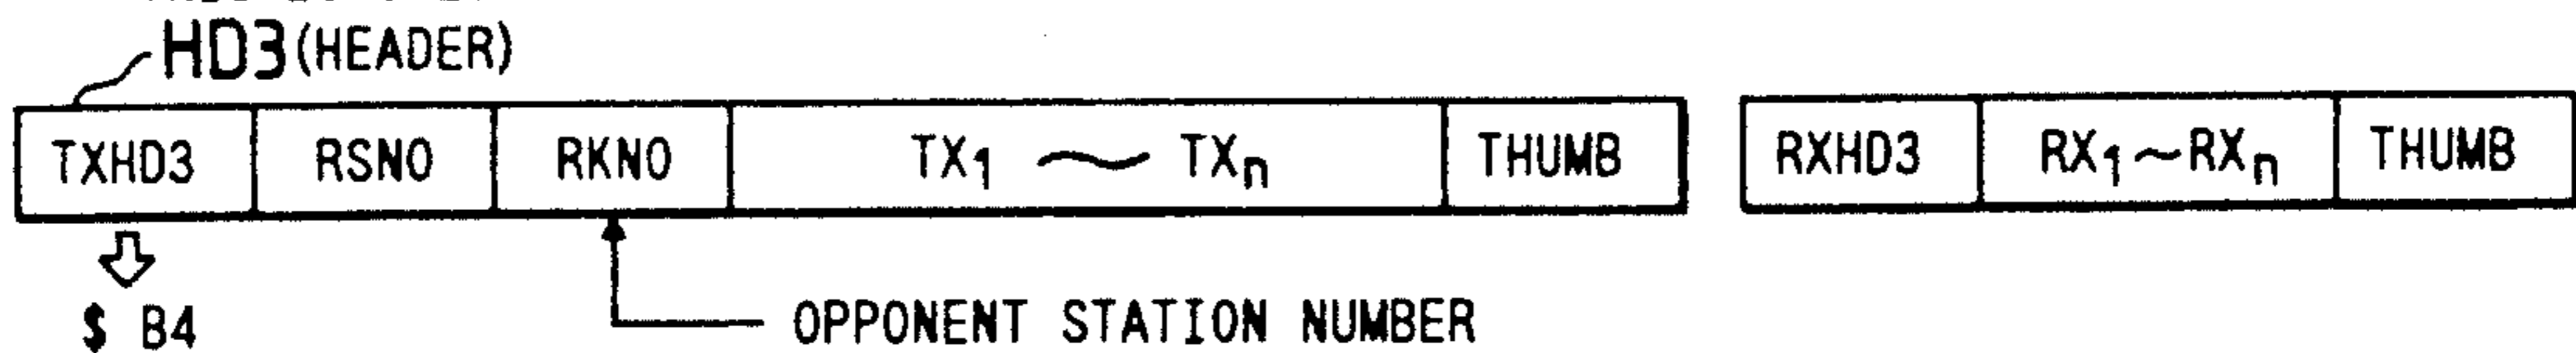 HD3(HEADER)
TXHD3 RSNO RKNO TX1 ~ TXn THUMB RXHD3 RX1~RXn THUMB
$ B4
OPPONENT STATION NUMBER